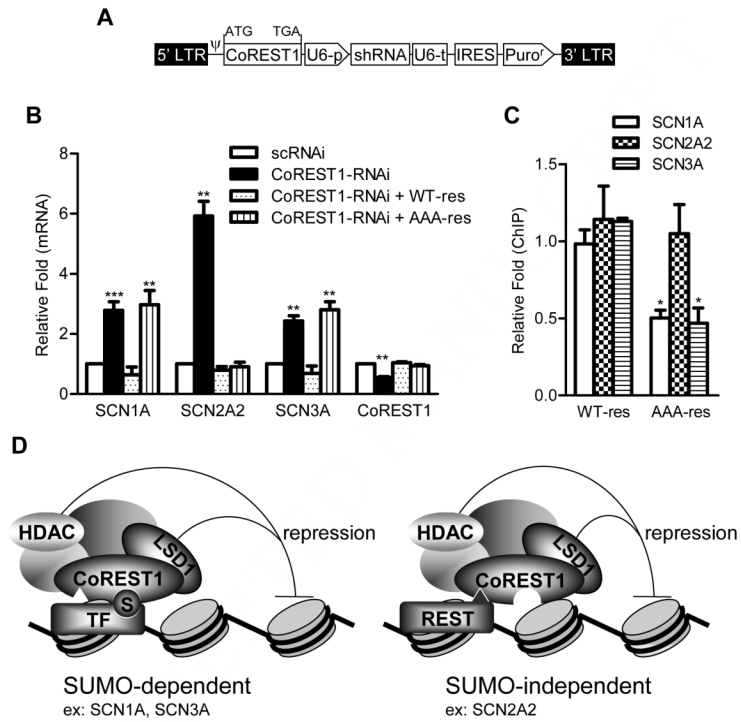 A
ATG TGA
5' LTR ψ CoREST1 U6-p shRNA U6-t IRES Puroʳ 3' LTR
B
scRNAi
CoREST1-RNAi
CoREST1-RNAi + WT-res
CoREST1-RNAi + AAA-res
Relative Fold (mRNA)
8
6
4
2
0
***
**
**
**
**
**
SCN1A SCN2A2 SCN3A CoREST1
C
SCN1A
SCN2A2
SCN3A
Relative Fold (ChIP)
1.5
1.0
0.5
0.0
* *
WT-res AAA-res
D
HDAC
LSD1
CoREST1
TF
S
repression
SUMO-dependent
ex: SCN1A, SCN3A
HDAC
LSD1
CoREST1
REST
repression
SUMO-independent
ex: SCN2A2